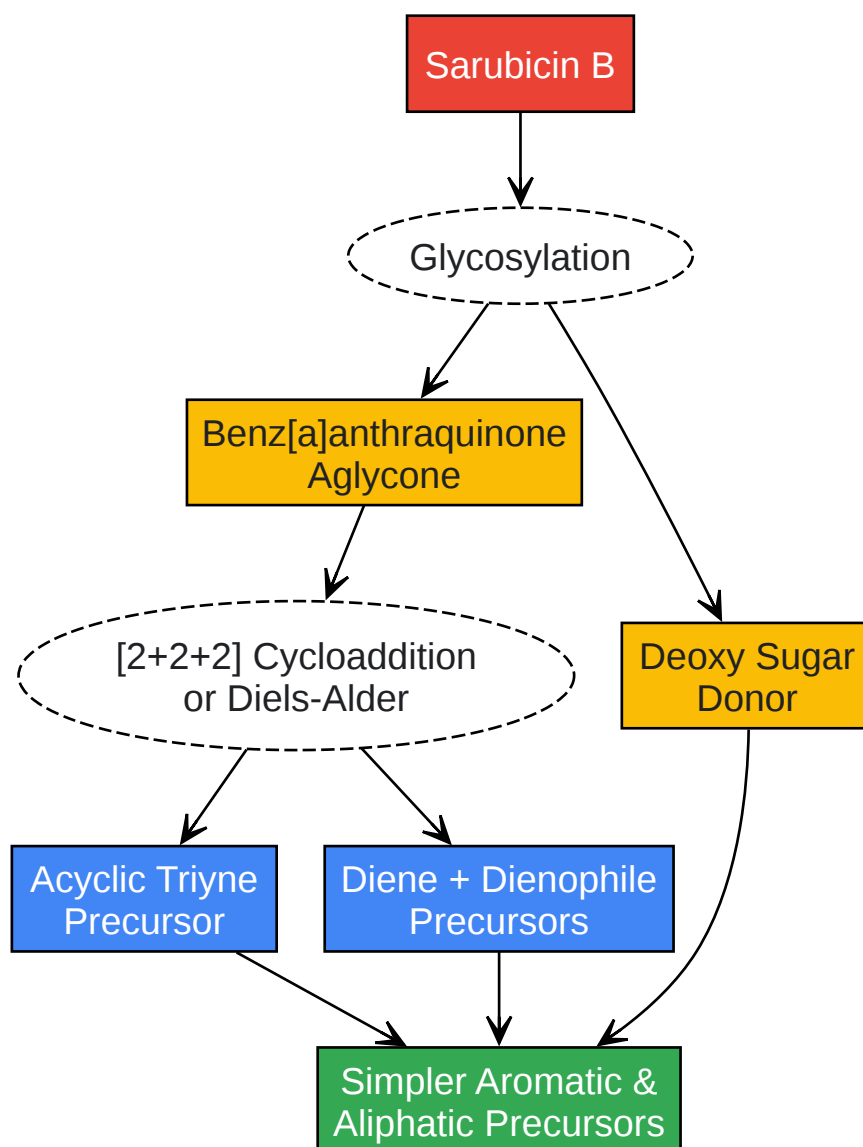 Sarubicin B
Glycosylation
Benz[a]anthraquinone
Aglycone
[2+2+2] Cycloaddition
or Diels-Alder
Deoxy Sugar
Donor
Acyclic Triyne
Precursor
Diene + Dienophile
Precursors
Simpler Aromatic &
Aliphatic Precursors